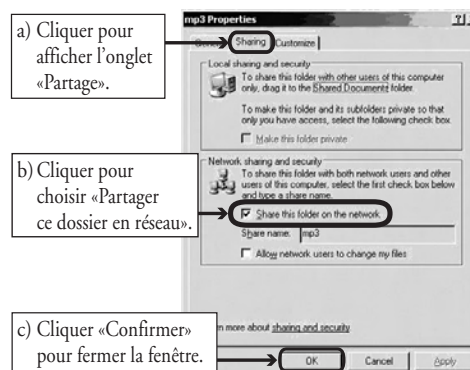 mp3 Properties
Sharing Customize
a) Cliquer pour
afficher l'onglet
«Partage».
Local sharing and security
To share this folder with other users of this computer
only, drag it to the Shared Documents folder.
To make this folder and its subfolders private so that
only you have access, select the following check box.
Make this folder private
Network sharing and security
To share this folder with both network users and other
users of this computer, select the first check box below
and type a share name.
b) Cliquer pour
choisir «Partager
ce dossier en réseau».
Share this folder on the network
Share name: mp3
Allow network users to change my files
more about sharing and security.
c) Cliquer «Confirmer»
pour fermer la fenêtre.
OK Cancel Apply